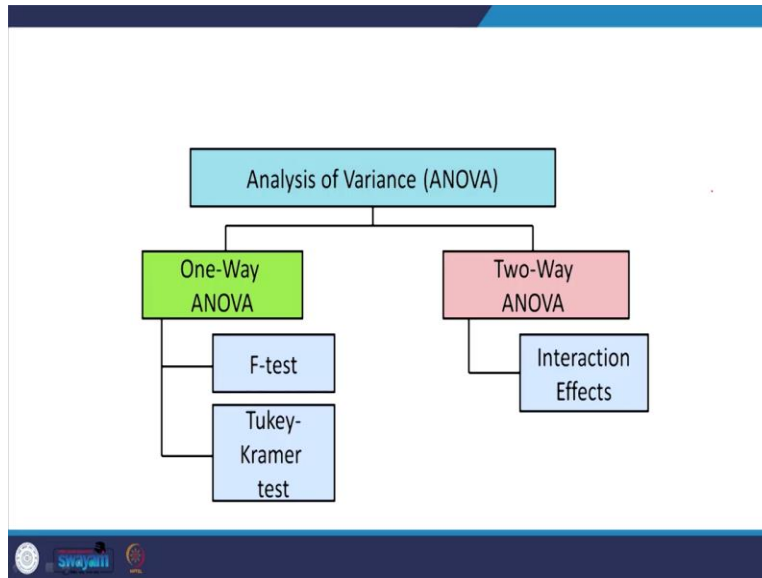 Analysis of Variance (ANOVA)
One-Way
ANOVA
Two-Way
ANOVA
F-test
Interaction
Effects
Tukey-
Kramer
test
swayam